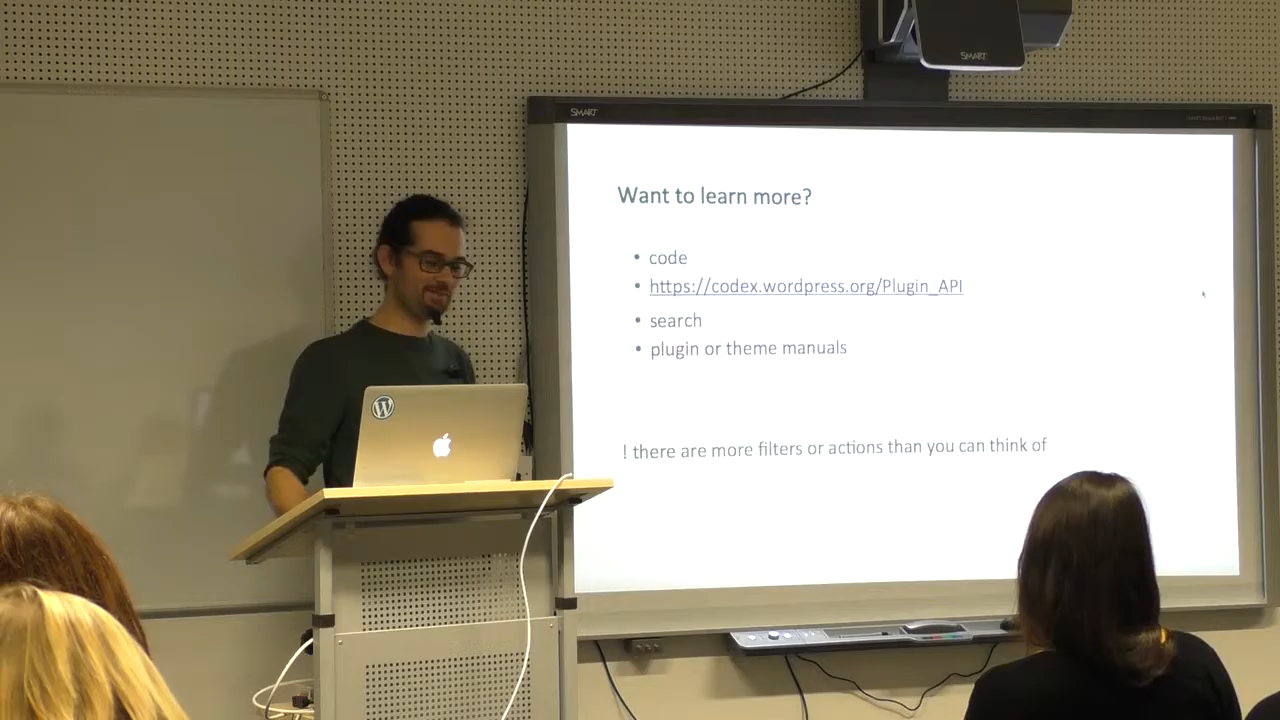 SMART
SMART
Want to learn more?
• code
• https://codex.wordpress.org/Plugin_API
• search
• plugin or theme manuals
! there are more filters or actions than you can think of
W